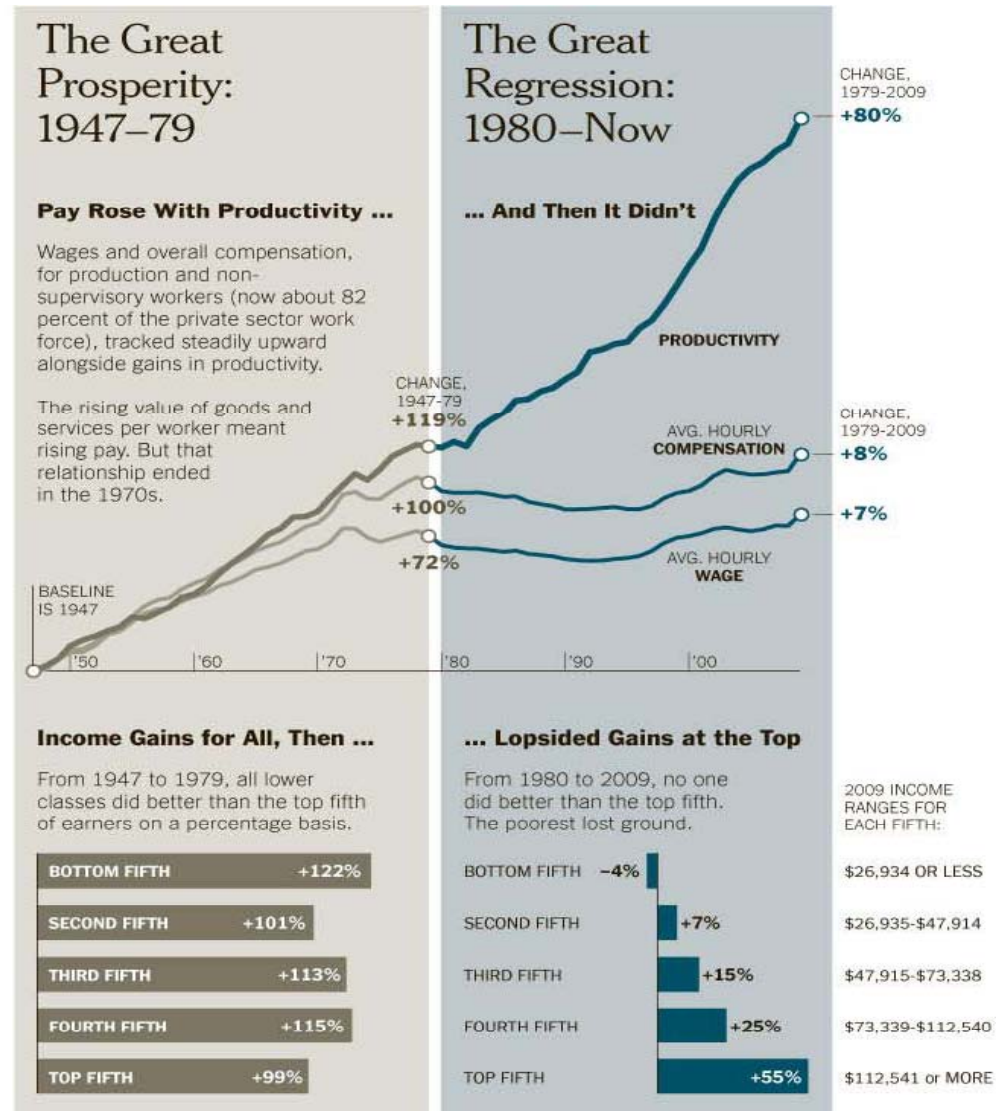 The Great
Prosperity:
1947–79
Pay Rose With Productivity ...
Wages and overall compensation,
for production and non-
supervisory workers (now about 82
percent of the private sector work
force), tracked steadily upward
alongside gains in productivity.
The rising value of goods and
services per worker meant
rising pay. But that
relationship ended
in the 1970s.
CHANGE,
1947-79
+119%
+100%
+72%
BASELINE
IS 1947
The Great
Regression:
1980–Now
... And Then It Didn't
CHANGE,
1979-2009
+80%
PRODUCTIVITY
AVG. HOURLY
COMPENSATION
CHANGE,
1979-2009
+8%
+7%
AVG. HOURLY
WAGE
'50
'60
'70
'80
'90
'00
Income Gains for All, Then ...
From 1947 to 1979, all lower
classes did better than the top fifth
of earners on a percentage basis.
BOTTOM FIFTH +122%
SECOND FIFTH +101%
THIRD FIFTH +113%
FOURTH FIFTH +115%
TOP FIFTH +99%
... Lopsided Gains at the Top
From 1980 to 2009, no one
did better than the top fifth.
The poorest lost ground.
2009 INCOME
RANGES FOR
EACH FIFTH:
BOTTOM FIFTH –4% $26,934 OR LESS
SECOND FIFTH +7% $26,935-$47,914
THIRD FIFTH +15% $47,915-$73,338
FOURTH FIFTH +25% $73,339-$112,540
TOP FIFTH +55% $112,541 or MORE